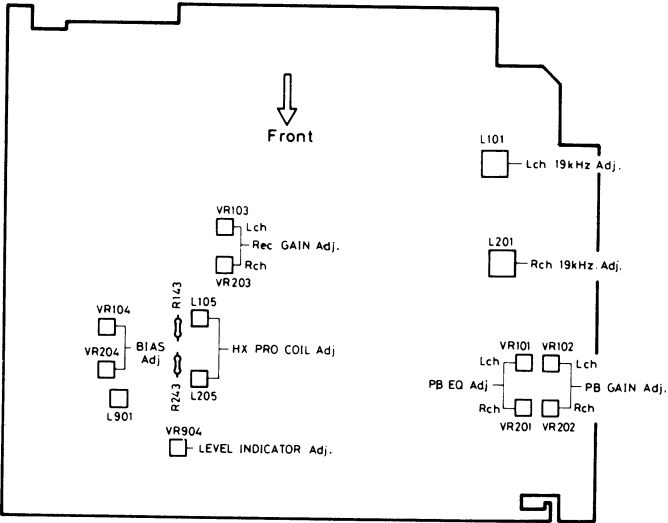 Front
L101
Lch 19kHz Adj.
VR103
Lch
Rec GAIN Adj.
Rch
VR203
L201
Rch 19kHz Adj.
R143
L105
VR104
BIAS
Adj
HX PRO COIL Adj
VR204
R243
L205
L901
VR101 VR102
Lch Lch
PB EQ Adj PB GAIN Adj.
Rch Rch
VR201 VR202
VR904
LEVEL INDICATOR Adj.